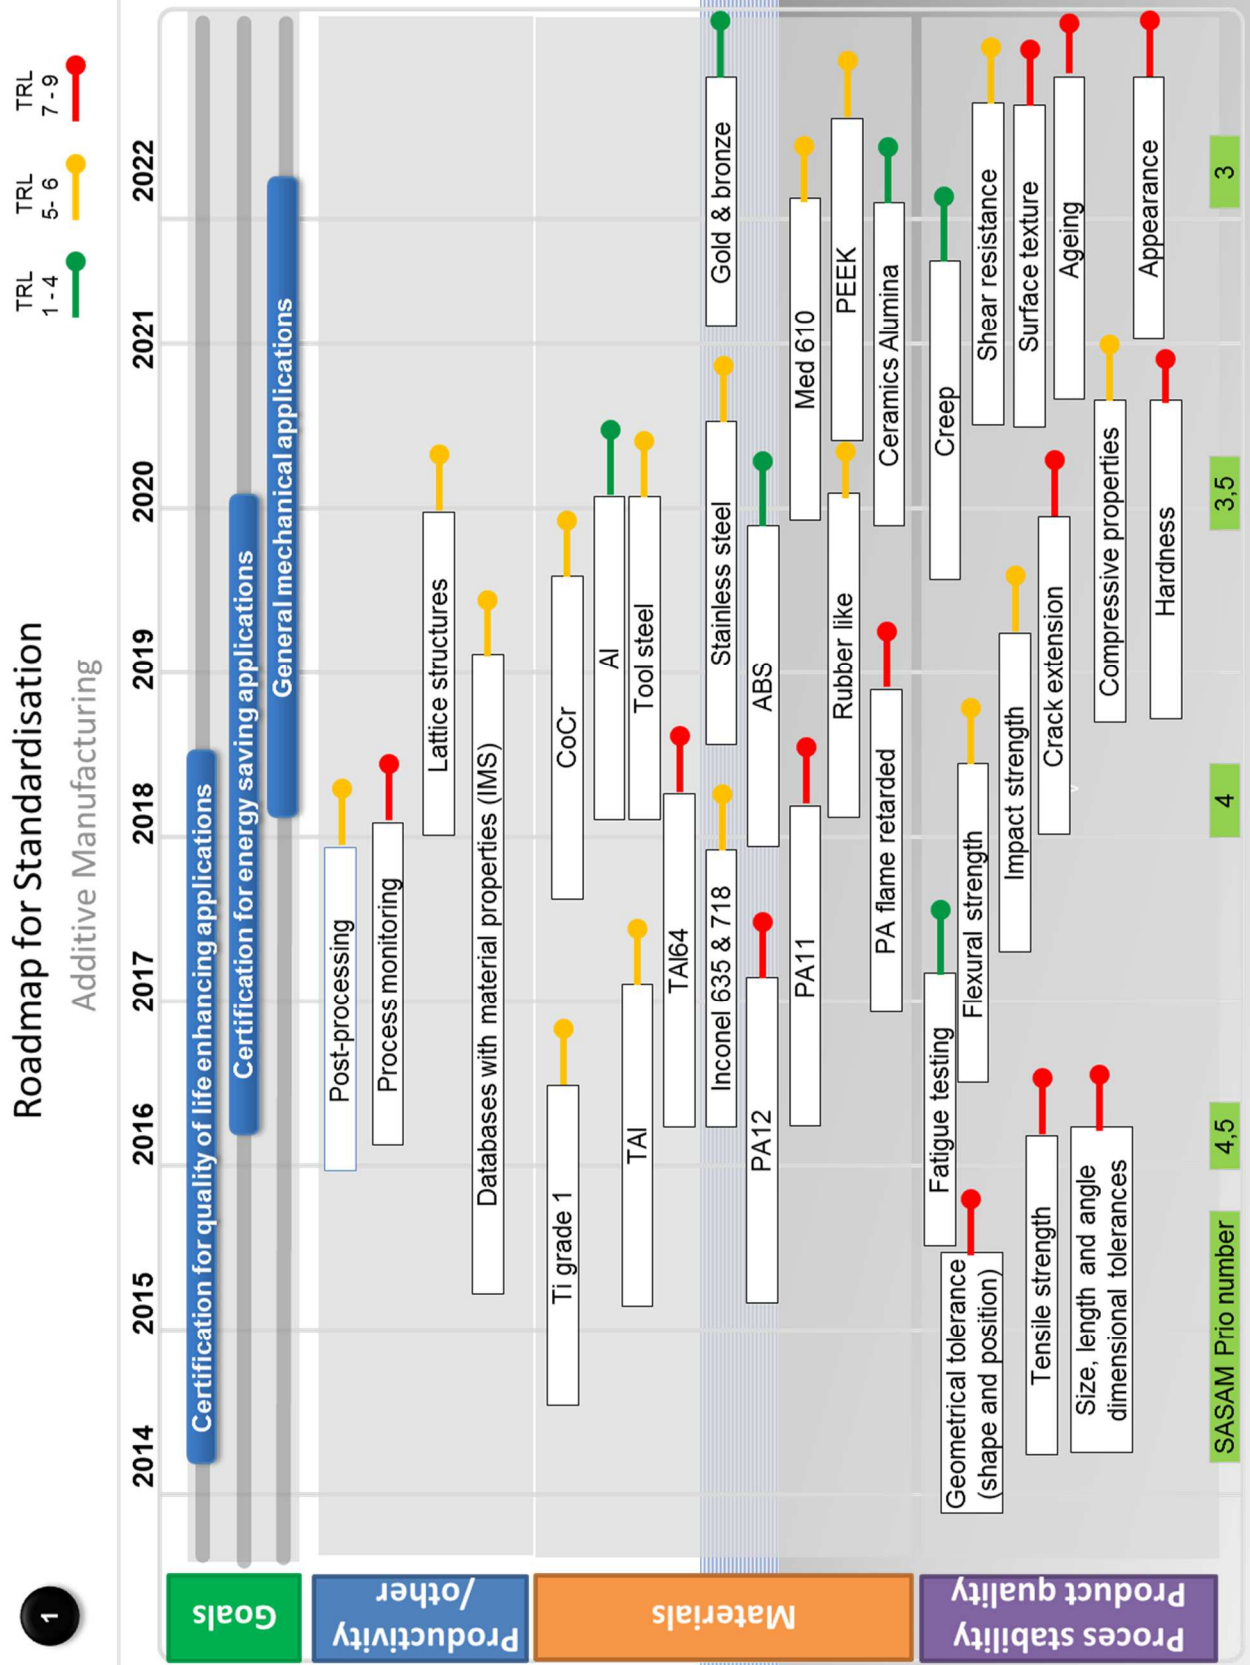 1
Roadmap for Standardisation
Additive Manufacturing
TRL
1 - 4
TRL
5- 6
TRL
7 - 9
2014
2015
2016
2017
2018
2019
2020
2021
2022
Goals
Certification for quality of life enhancing applications
Certification for energy saving applications
General mechanical applications
Productivity
/other
Post-processing
Process monitoring
Lattice structures
Databases with material properties (IMS)
Materials
Ti grade 1
CoCr
Al
TAl
Tool steel
TAl64
Inconel 635 & 718
Stainless steel
Gold & bronze
PA12
ABS
PA11
Med 610
Rubber like
PEEK
PA flame retarded
Ceramics Alumina
Proces stability
Product quality
Fatigue testing
Creep
Geometrical tolerance
(shape and position)
Flexural strength
Shear resistance
Impact strength
Surface texture
Tensile strength
Crack extension
Ageing
Size, length and angle
dimensional tolerances
Compressive properties
Appearance
Hardness
SASAM Prio number
4,5
4
3,5
3